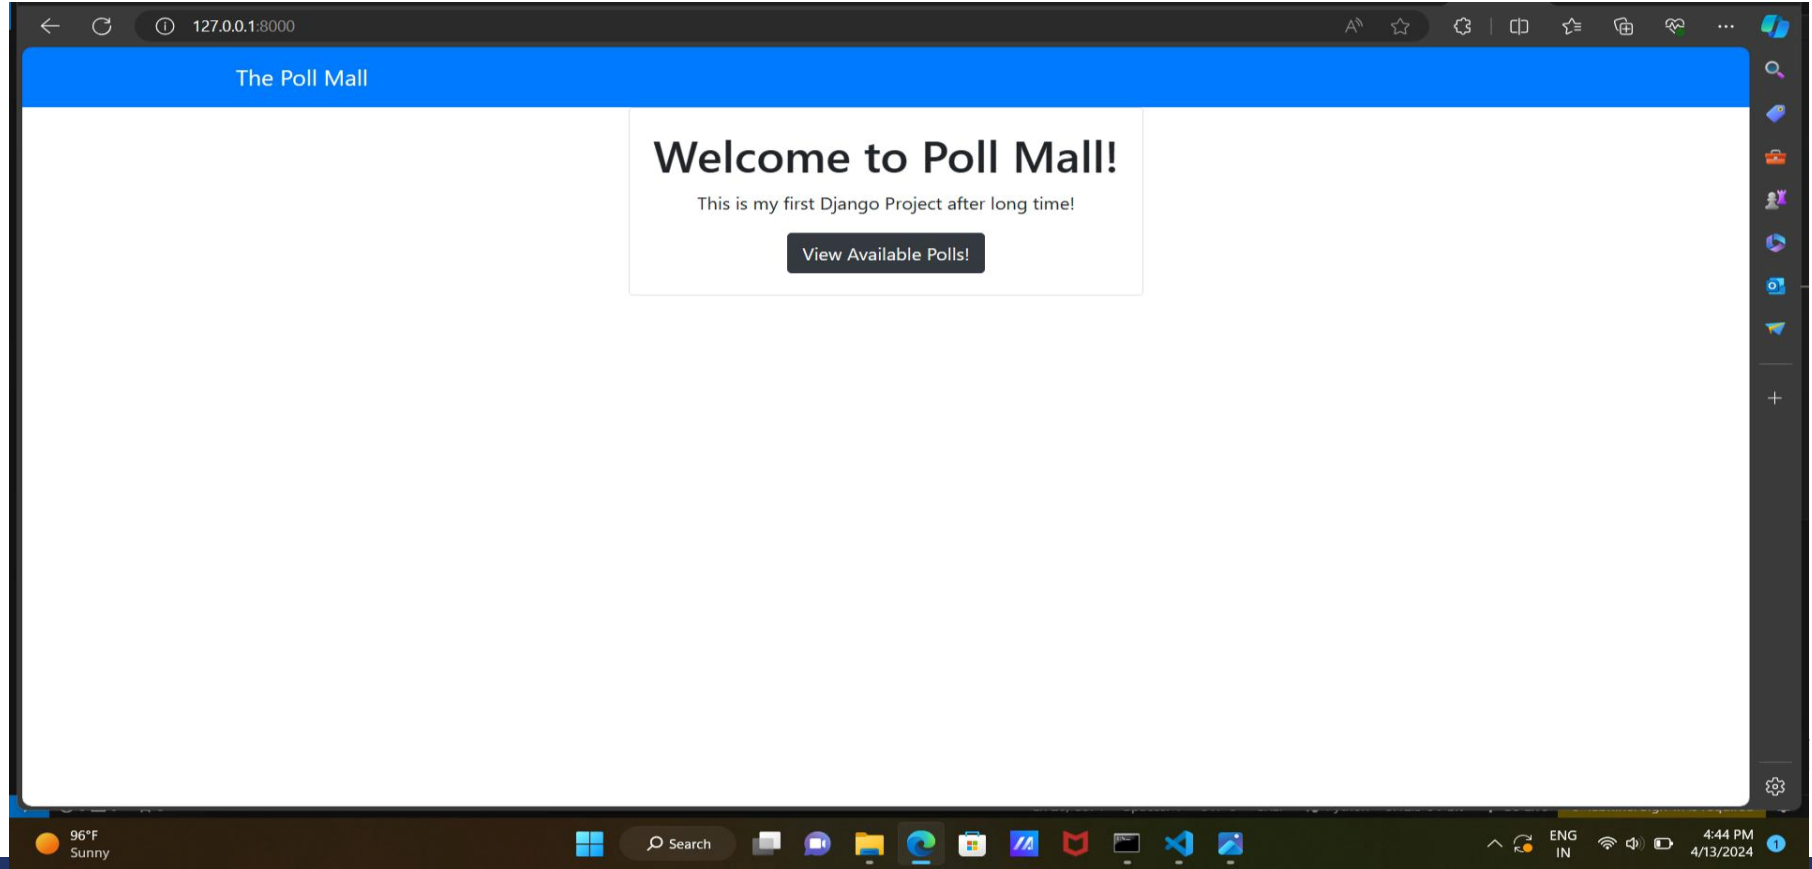 127.0.0.1:8000
The Poll Mall
Welcome to Poll Mall!
This is my first Django Project after long time!
View Available Polls!
96°F
Sunny
Search
ENG
IN
4:44 PM
4/13/2024
1